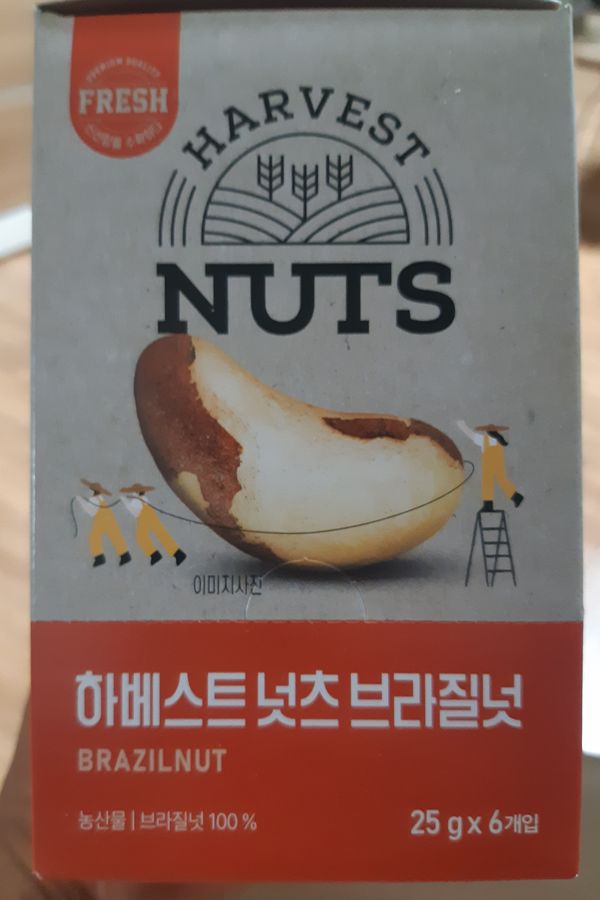 PREMIUM QUALITY
FRESH
HARVEST
NUTS
이미지사진
하베스트 넛츠 브라질넛
BRAZILNUT
농산물 | 브라질넛 100 %
25 g x 6개입